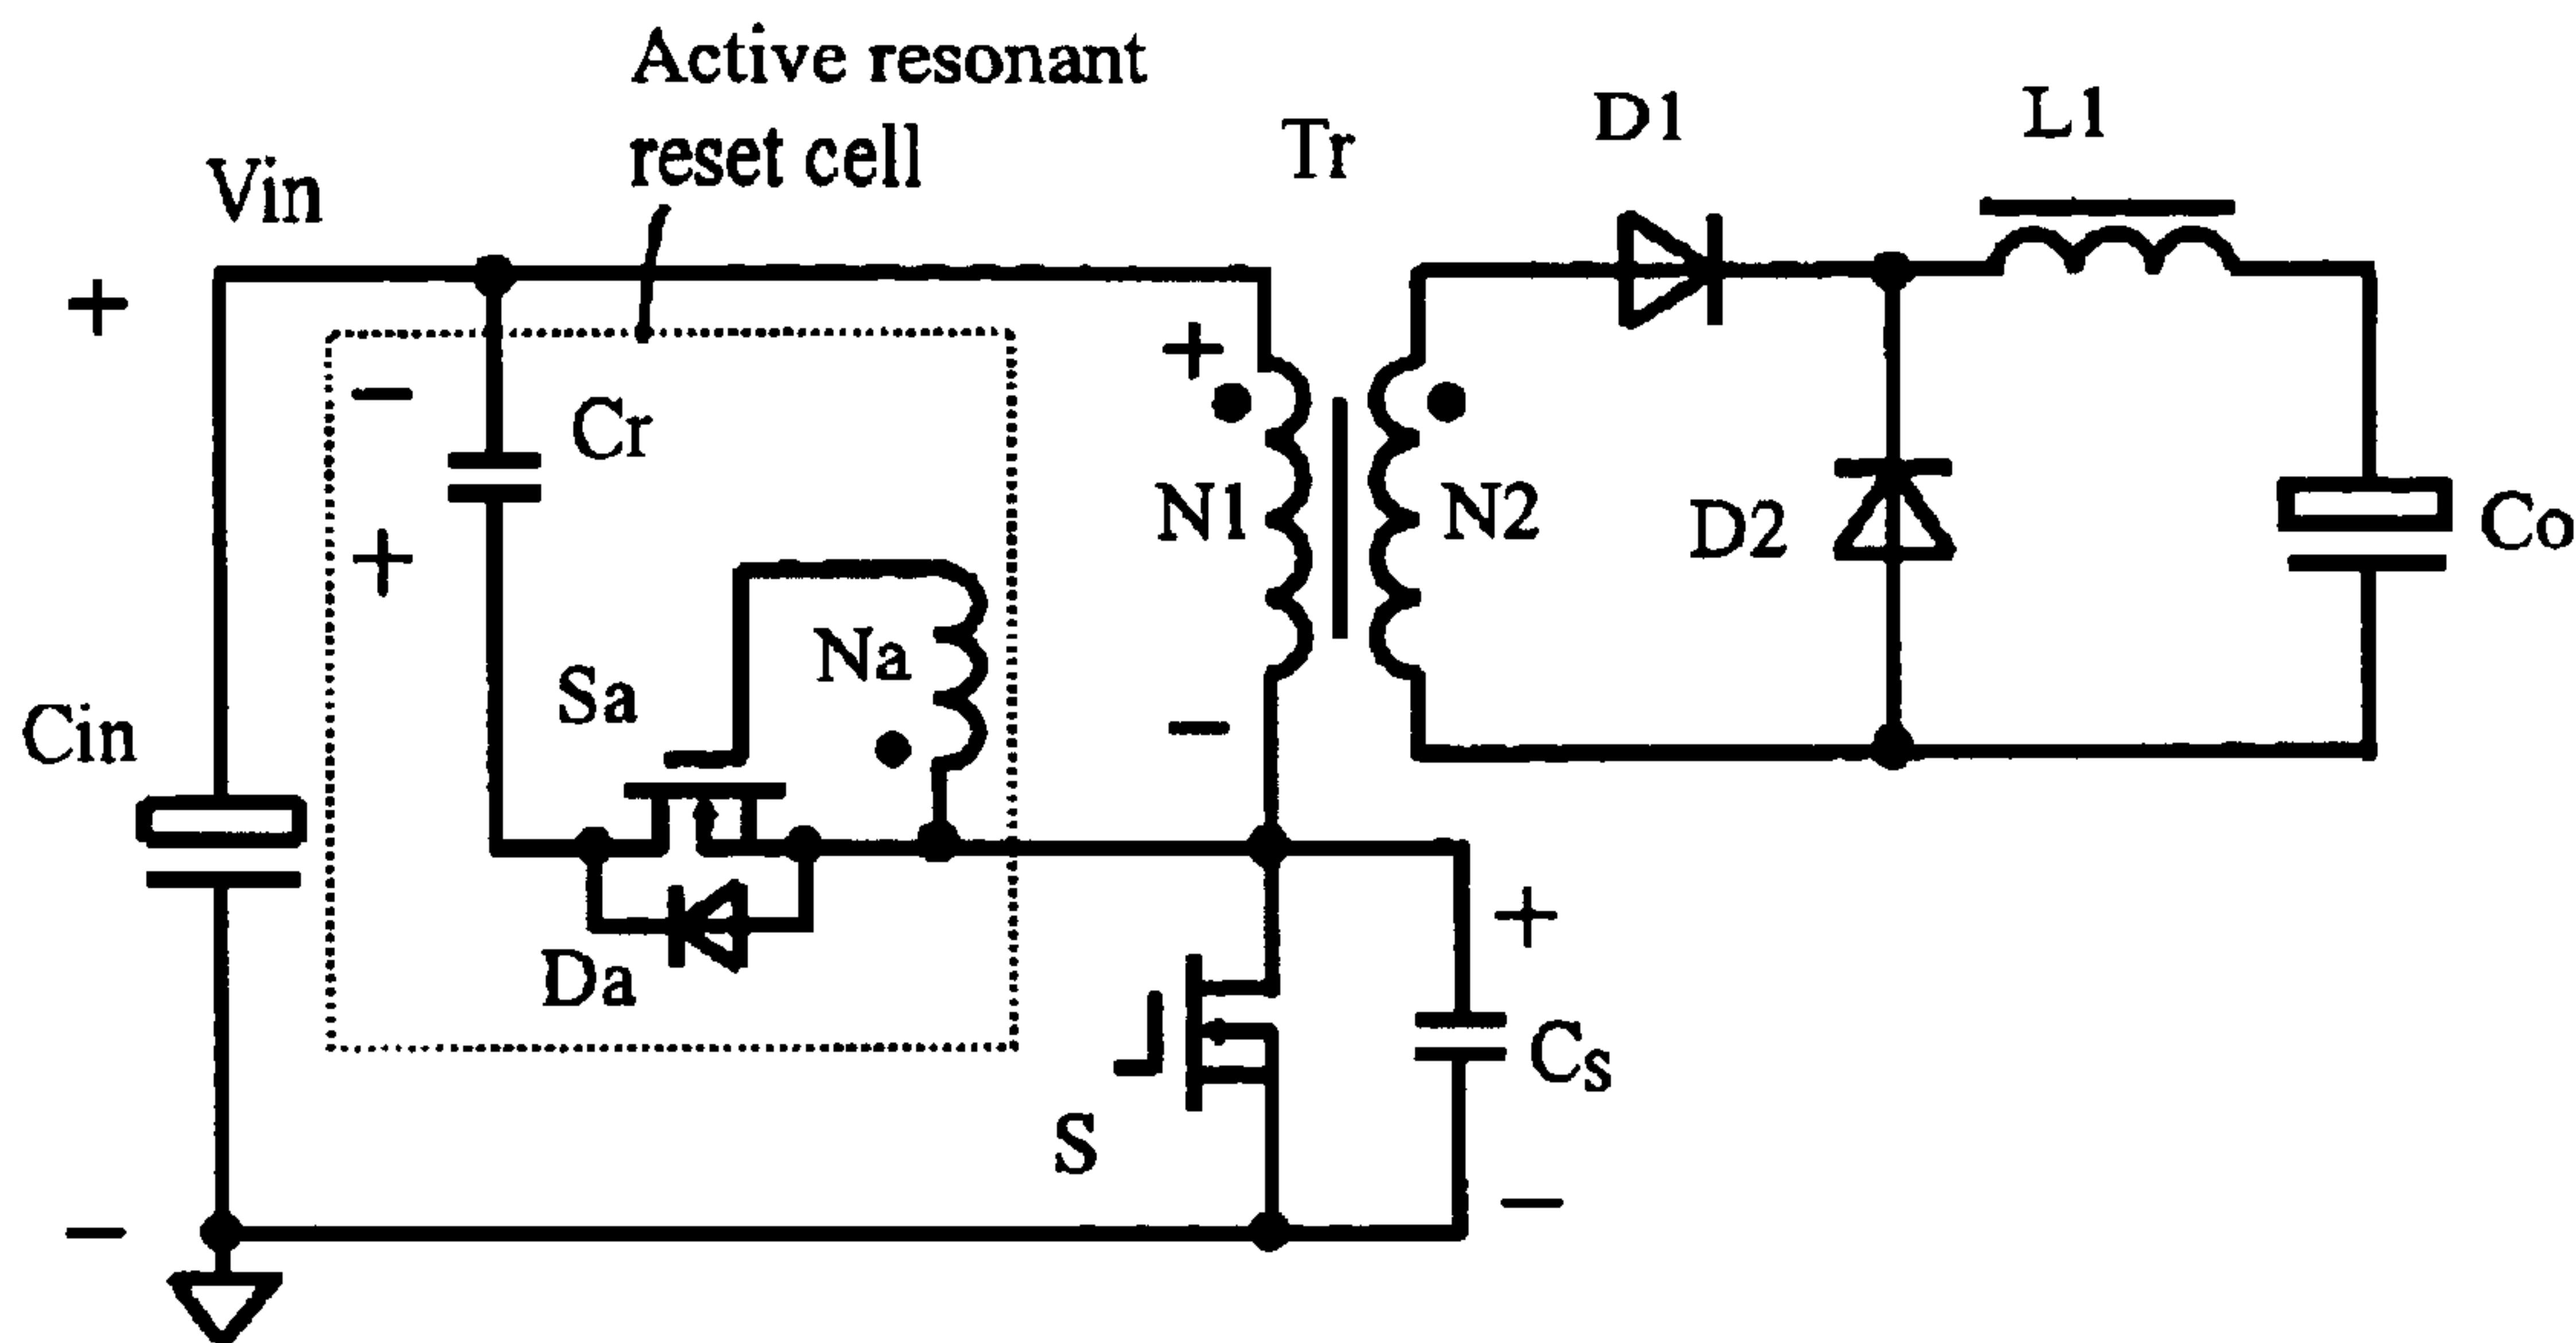 Active resonant
reset cell
Vin
Tr
D1
L1
+
+
−
Cr
N1
N2
D2
Co
+
Na
Sa
−
Cin
Da
+
Cs
S
−
−